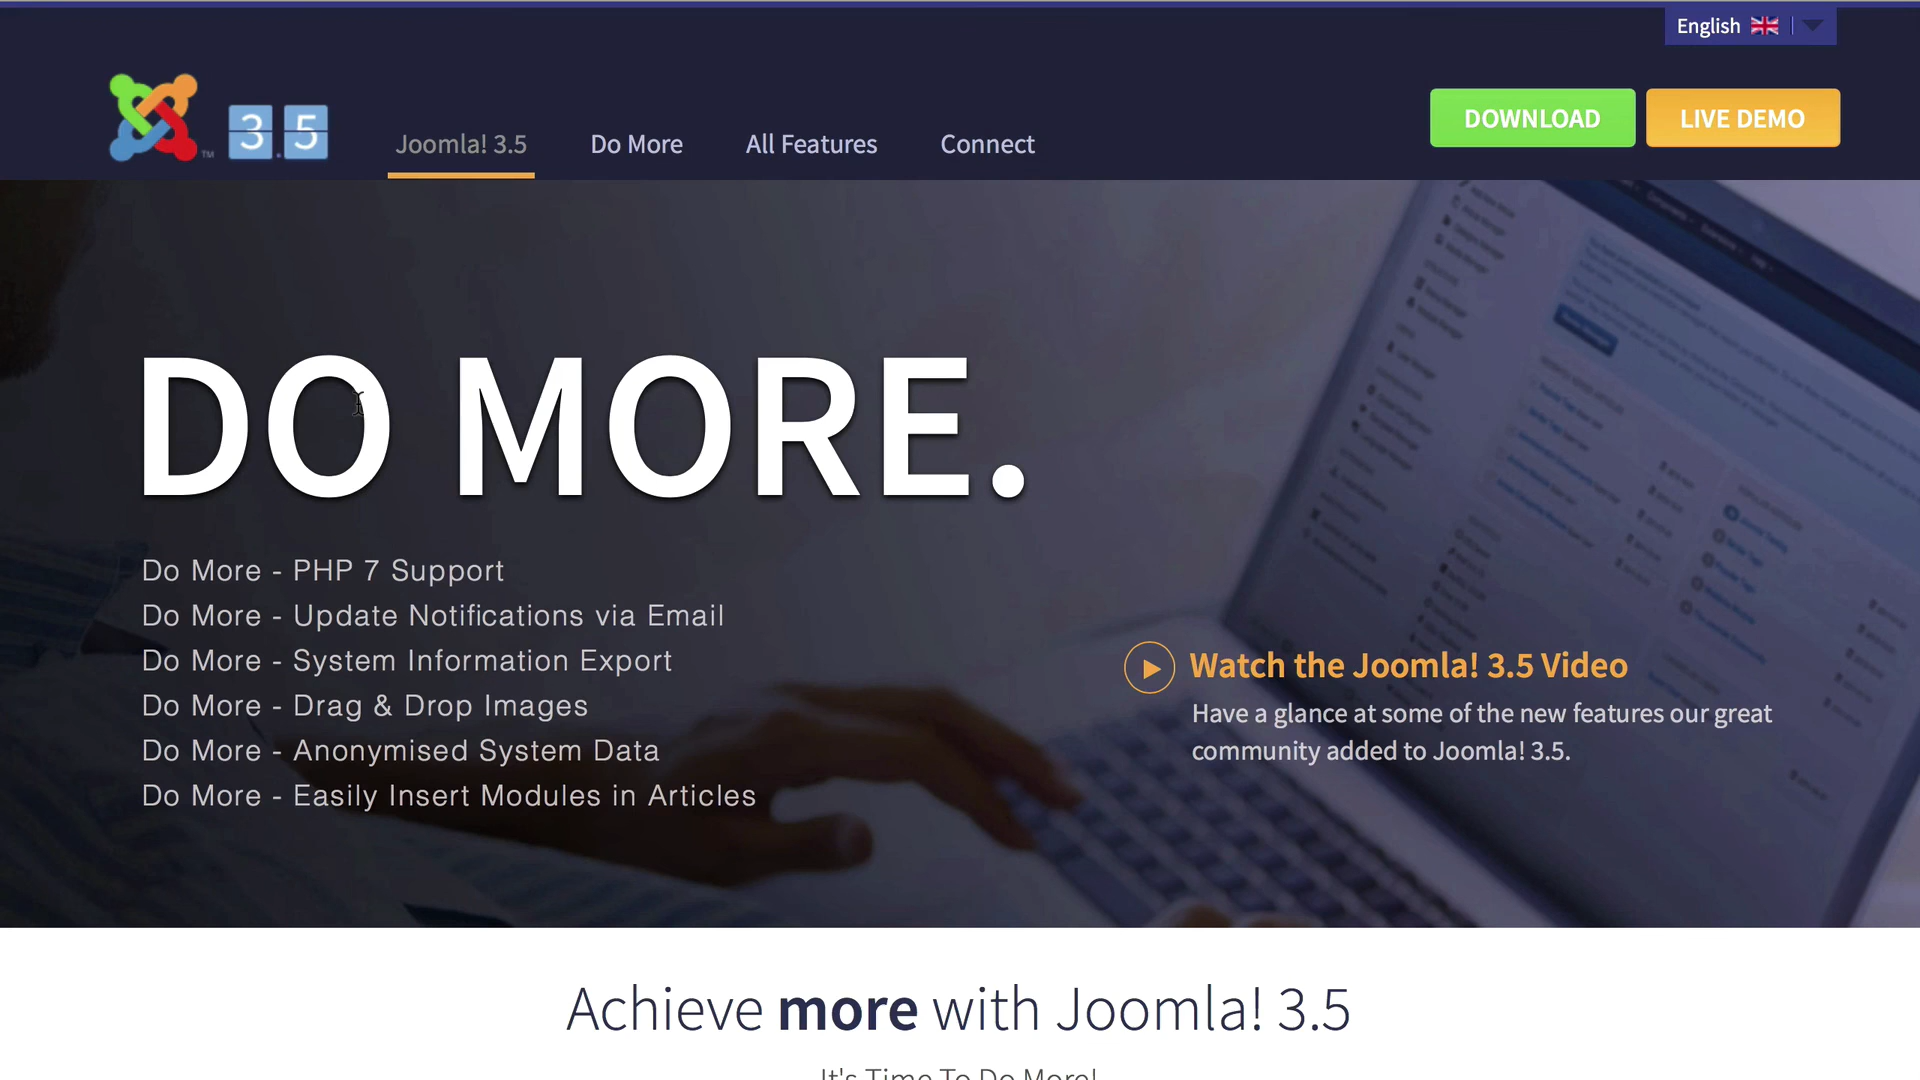 English
3.5
Joomla! 3.5
Do More
All Features
Connect
DOWNLOAD
LIVE DEMO
DO MORE.
Do More - PHP 7 Support
Do More - Update Notifications via Email
Do More - System Information Export
Do More - Drag & Drop Images
Do More - Anonymised System Data
Do More - Easily Insert Modules in Articles
Watch the Joomla! 3.5 Video
Have a glance at some of the new features our great
community added to Joomla! 3.5.
Achieve more with Joomla! 3.5
It's Time To Do More!